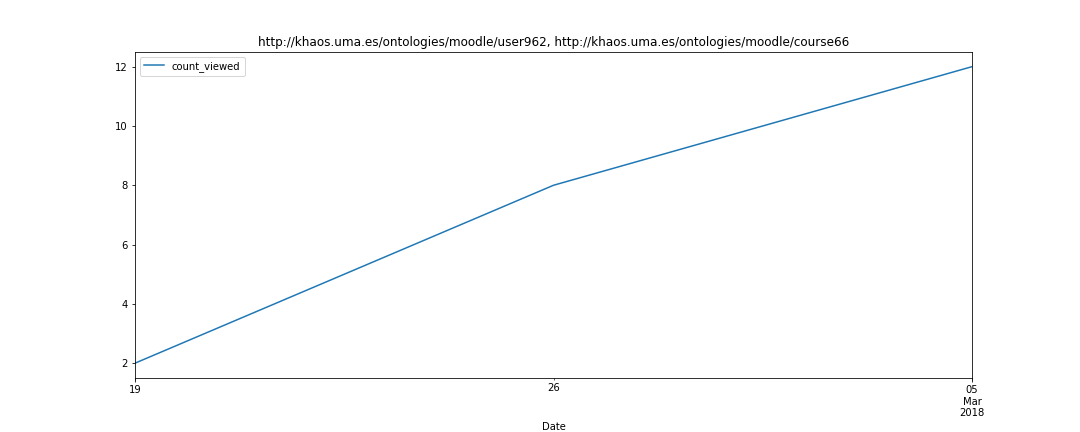 http://khaos.uma.es/ontologies/moodle/user962, http://khaos.uma.es/ontologies/moodle/course66
count_viewed
12
10
8
6
4
2
19
26
05
Mar
2018
Date